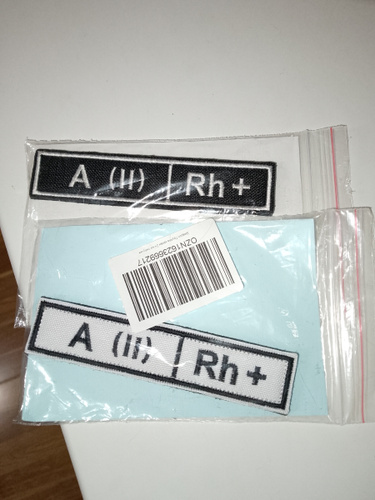 A (II) Rh+
OZN1623669217
A (II) Rh+